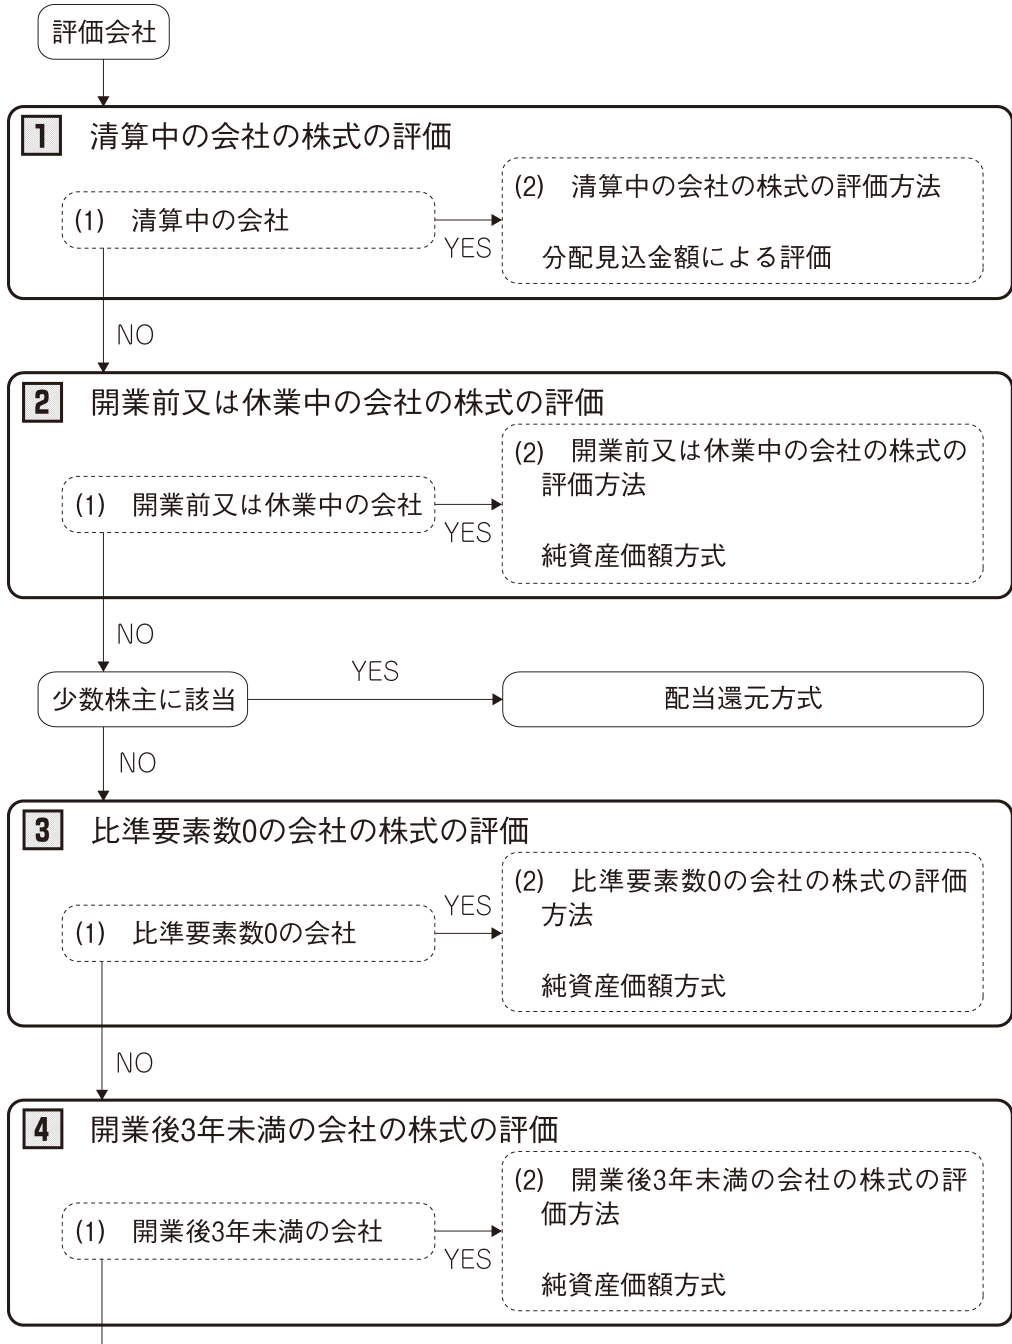 評価会社
1 清算中の会社の株式の評価
(1) 清算中の会社
YES
(2) 清算中の会社の株式の評価方法
分配見込金額による評価
NO
2 開業前又は休業中の会社の株式の評価
(1) 開業前又は休業中の会社
YES
(2) 開業前又は休業中の会社の株式の
評価方法
純資産価額方式
NO
少数株主に該当
YES
配当還元方式
NO
3 比準要素数0の会社の株式の評価
(1) 比準要素数0の会社
YES
(2) 比準要素数0の会社の株式の評価
方法
純資産価額方式
NO
4 開業後3年未満の会社の株式の評価
(1) 開業後3年未満の会社
YES
(2) 開業後3年未満の会社の株式の評
価方法
純資産価額方式